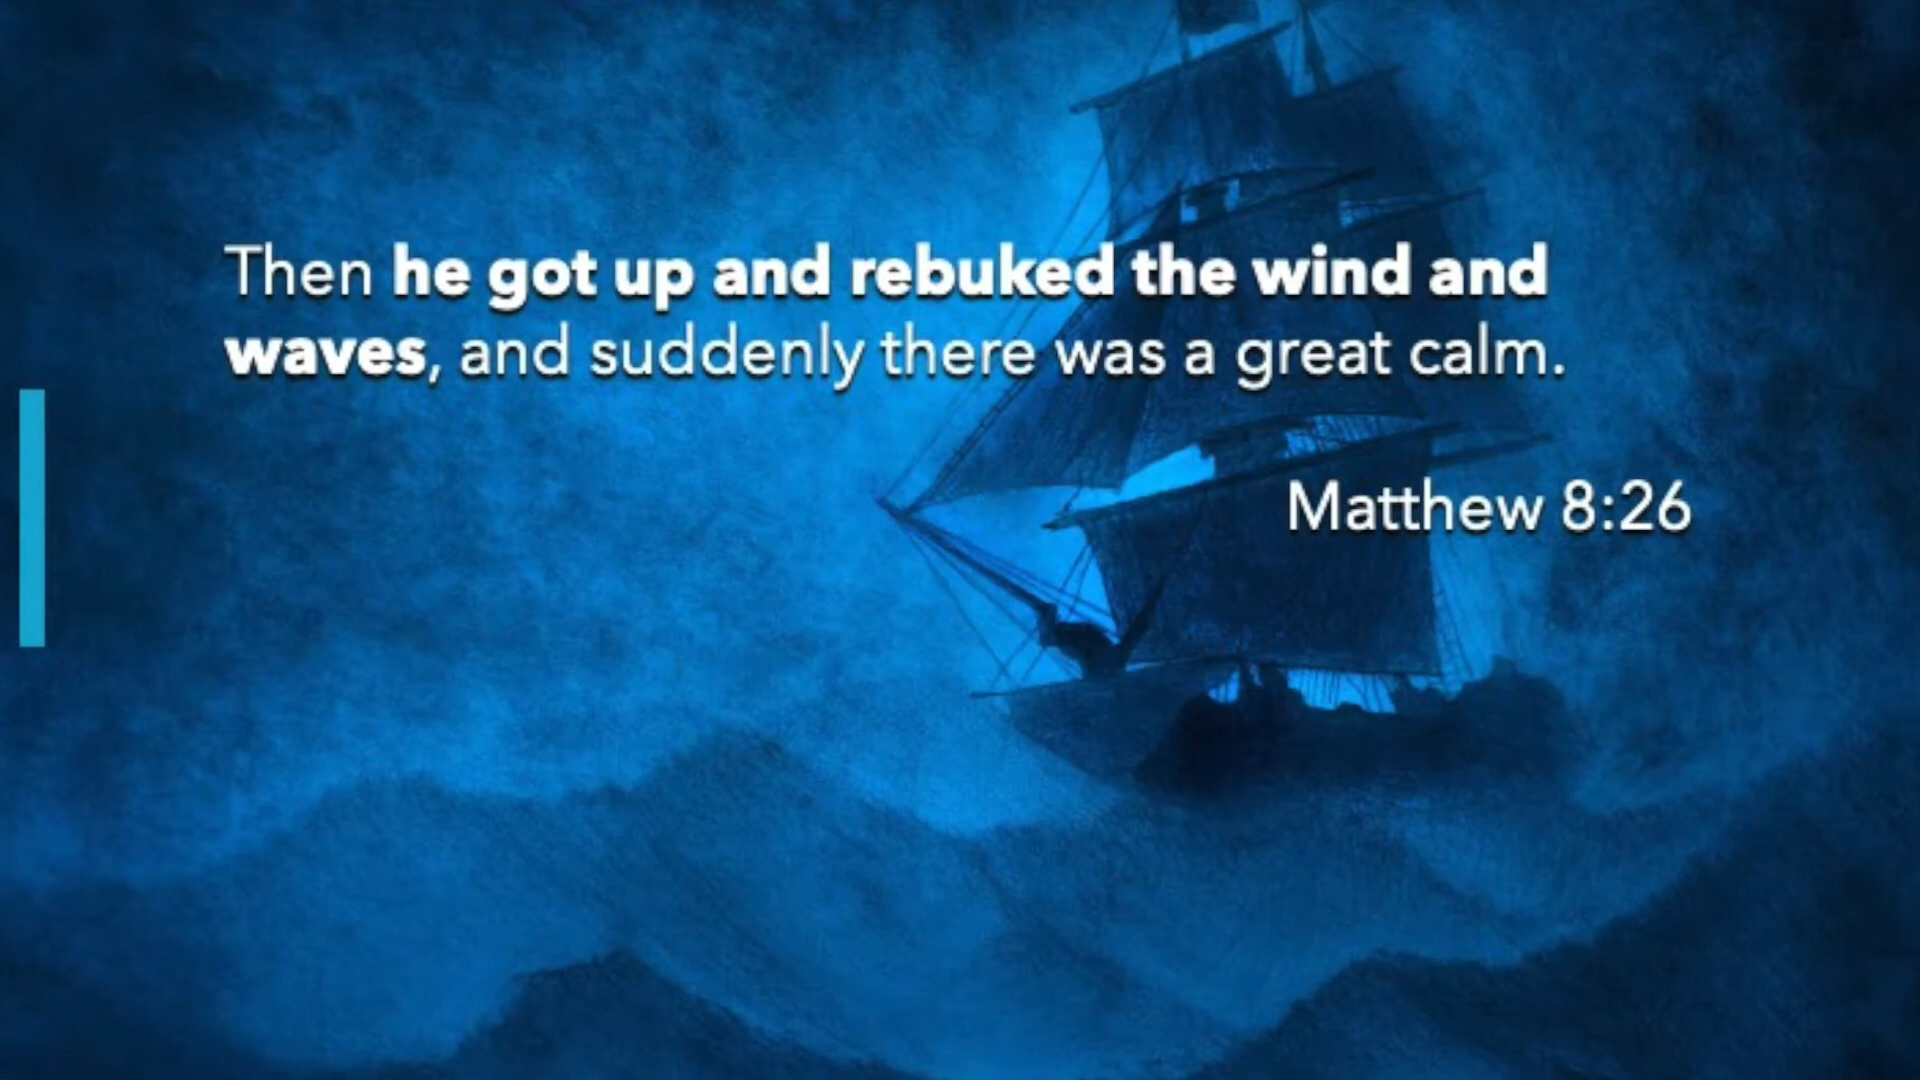 Then he got up and rebuked the wind and
waves, and suddenly there was a great calm.
Matthew 8:26